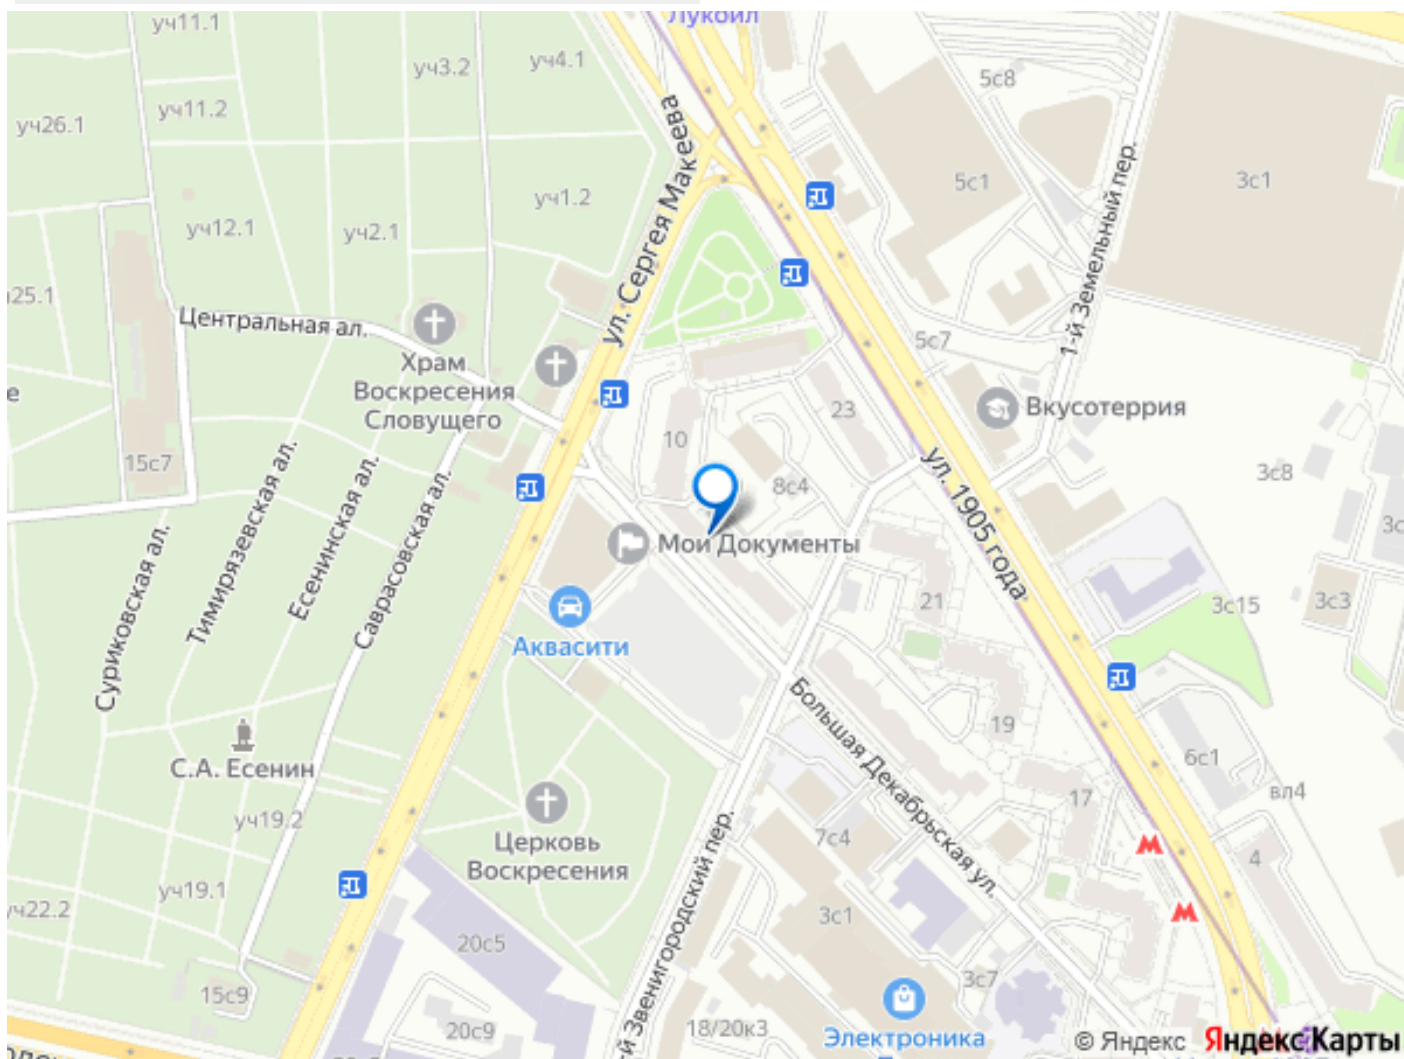 Лукойл
уч11.1
уч3.2
уч4.1
5с8
уч11.2
уч26.1
ул. Сергея Макеева
5с1
3с1
1-й Земельный пер.
уч1.2
уч12.1
уч2.1
25.1
Центральная ал.
Храм
Воскресения
Словущего
5с7
е
Вкусотеррия
23
10
15с7
8с4
3с8
ул. 1905 года
Мои Документы
Суриковская ал.
Тимирязевская ал.
Есенинская ал.
Саврасовская ал.
21
3с15
3с3
Аквасити
Большая Декабрьская ул.
19
С.А. Есенин
6с1
вл4
17
уч19.2
Церковь
Воскресения
7с4
4
уч19.1
уч22.2
3с1
20с5
й Звенигородский пер.
3с7
15с9
20с9
18/20к3
Электроника
© Яндекс Яндекс Карты